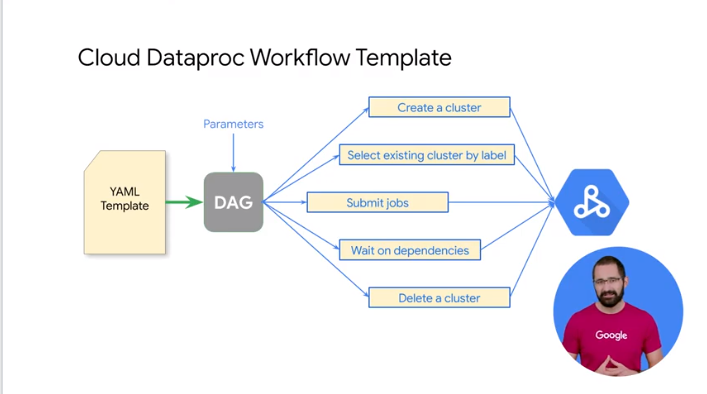 Cloud Dataproc Workflow Template
Parameters
Create a cluster
Select existing cluster by label
YAML
Template
DAG
Submit jobs
Wait on dependencies
Delete a cluster
Google